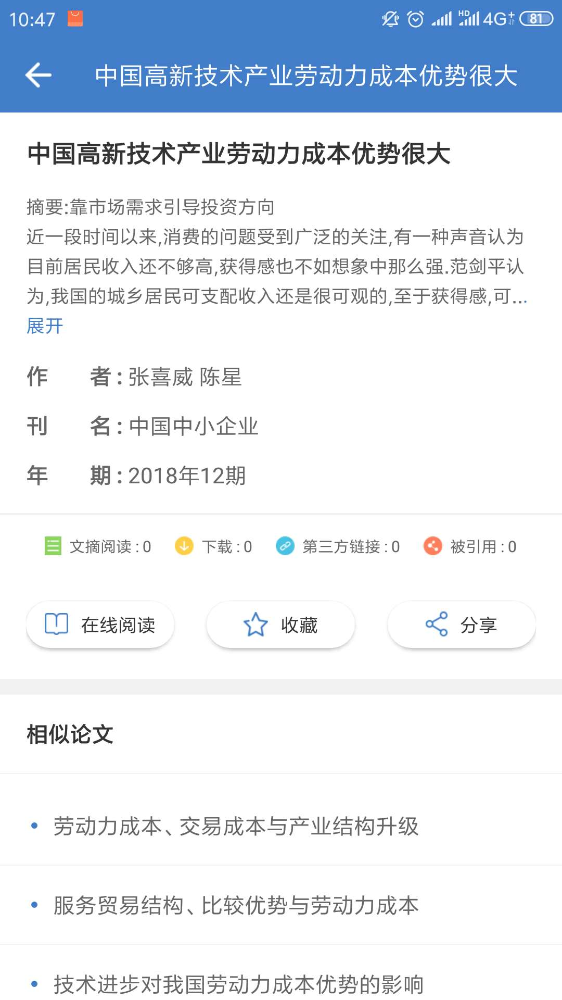 10:47 HD 4G+ 81
中国高新技术产业劳动力成本优势很大
中国高新技术产业劳动力成本优势很大
摘要:靠市场需求引导投资方向
近一段时间以来,消费的问题受到广泛的关注,有一种声音认为
目前居民收入还不够高,获得感也不如想象中那么强.范剑平认
为,我国的城乡居民可支配收入还是很可观的,至于获得感,可...
展开
作 者：张喜威 陈星
刊 名：中国中小企业
年 期：2018年12期
文摘阅读：0 下载：0 第三方链接：0 被引用：0
在线阅读 收藏 分享
相似论文
• 劳动力成本、交易成本与产业结构升级
• 服务贸易结构、比较优势与劳动力成本
• 技术进步对我国劳动力成本优势的影响